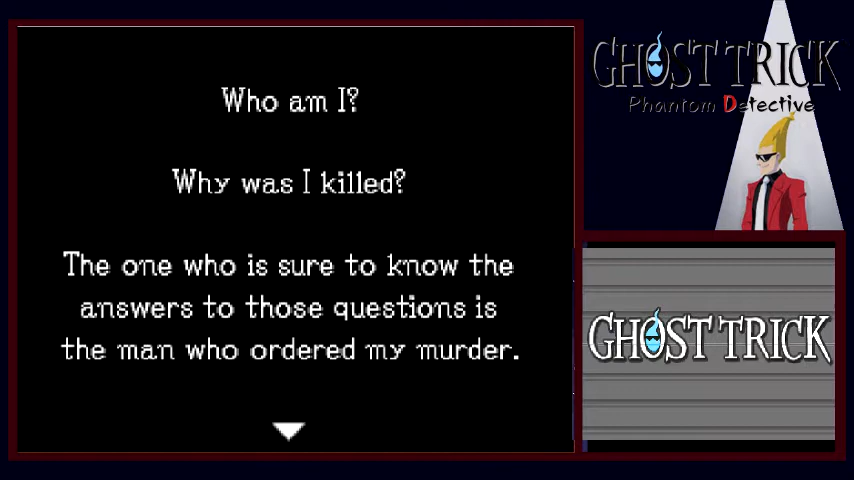 Who am I?
Why was I killed?
The one who is sure to know the
answers to those questions is
the man who ordered my murder.
GHOST TRICK
Phantom Detective
GHOST TRICK